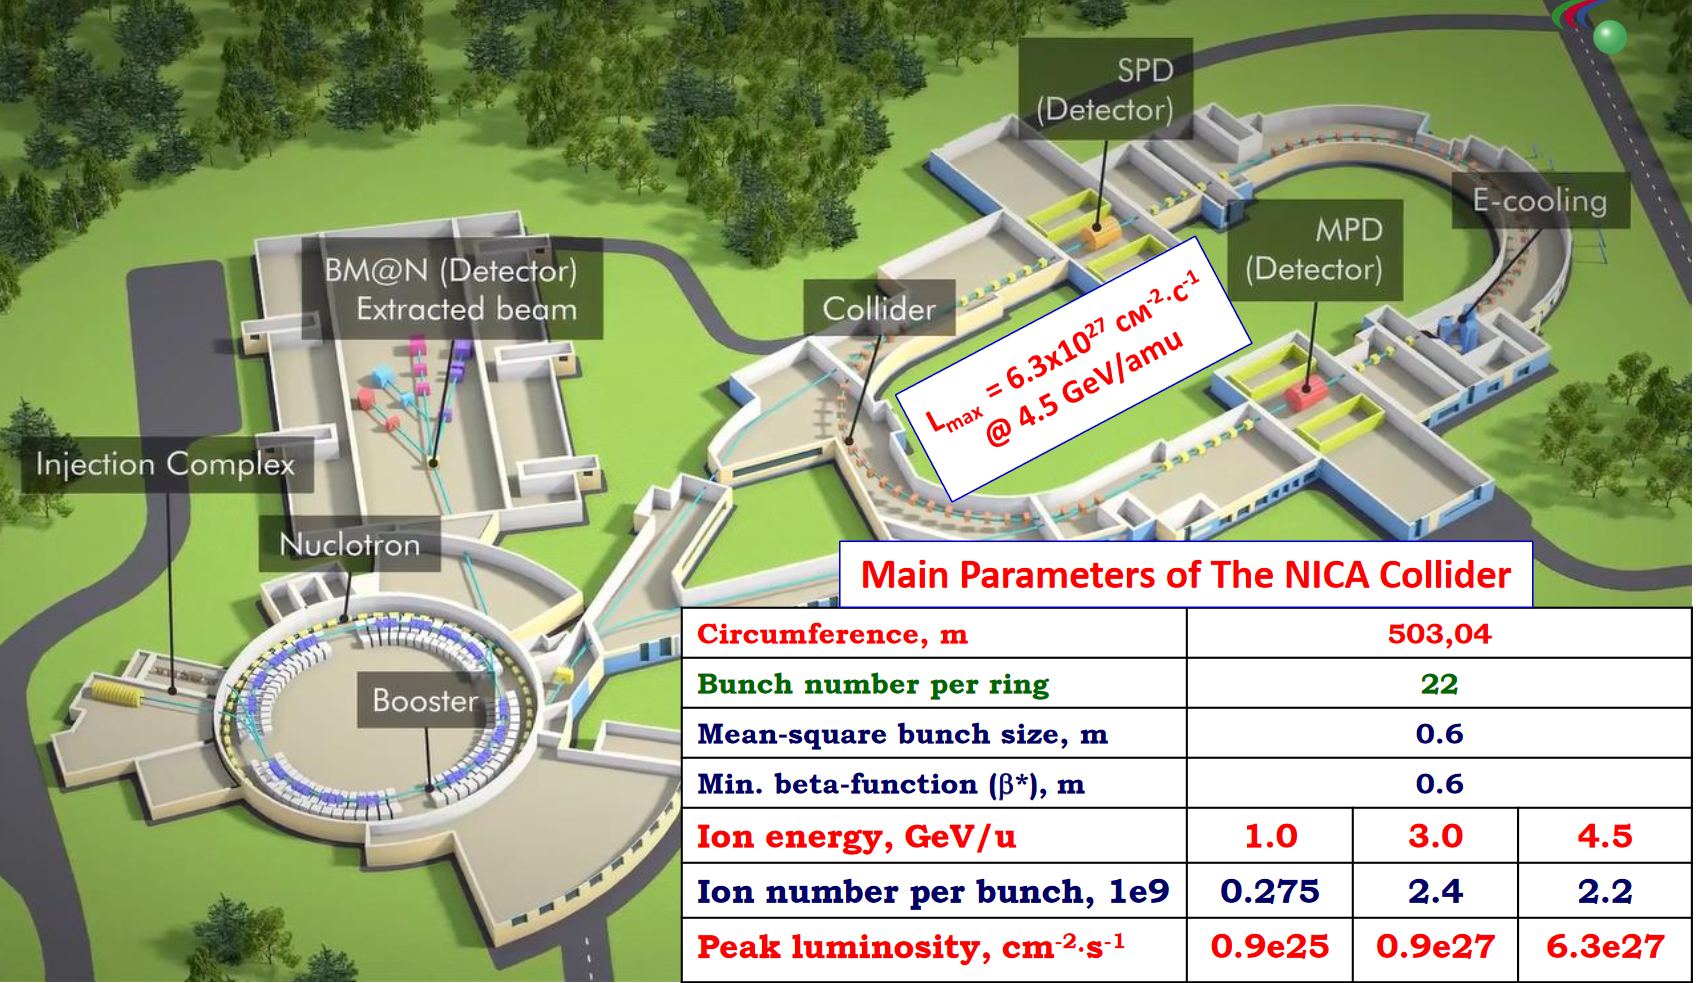 SPD
(Detector)
E-cooling
MPD
(Detector)
BM@N (Detector)
Extracted beam
Collider
Lmax = 6.3x10²⁷ см⁻²·с⁻¹
@ 4.5 GeV/amu
Injection Complex
Nuclotron
Booster
Main Parameters of The NICA Collider
Circumference, m 503,04
Bunch number per ring 22
Mean-square bunch size, m 0.6
Min. beta-function (β*), m 0.6
Ion energy, GeV/u 1.0 3.0 4.5
Ion number per bunch, 1e9 0.275 2.4 2.2
Peak luminosity, cm⁻²·s⁻¹ 0.9e25 0.9e27 6.3e27